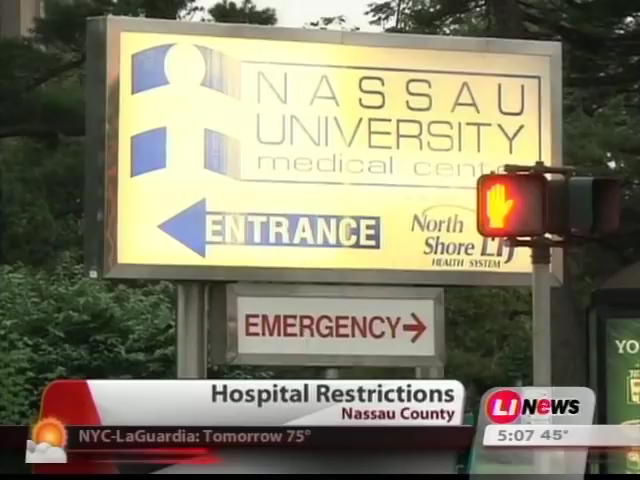 NASSAU
UNIVERSITY
medical cente
ENTRANCE
North
Shore LIJ
HEALTH SYSTEM
EMERGENCY
YO
Hospital Restrictions
Nassau County
LI NEWS
NYC-LaGuardia: Tomorrow 75°
5:07 45°